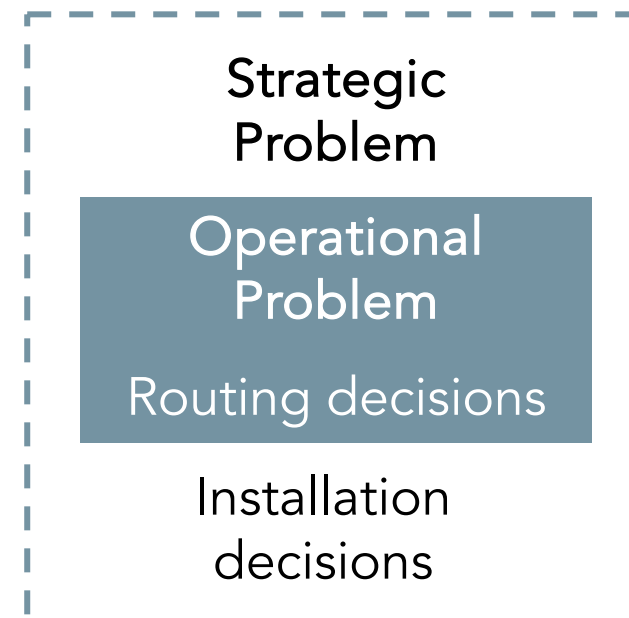 Strategic
Problem
Operational
Problem
Routing decisions
Installation
decisions